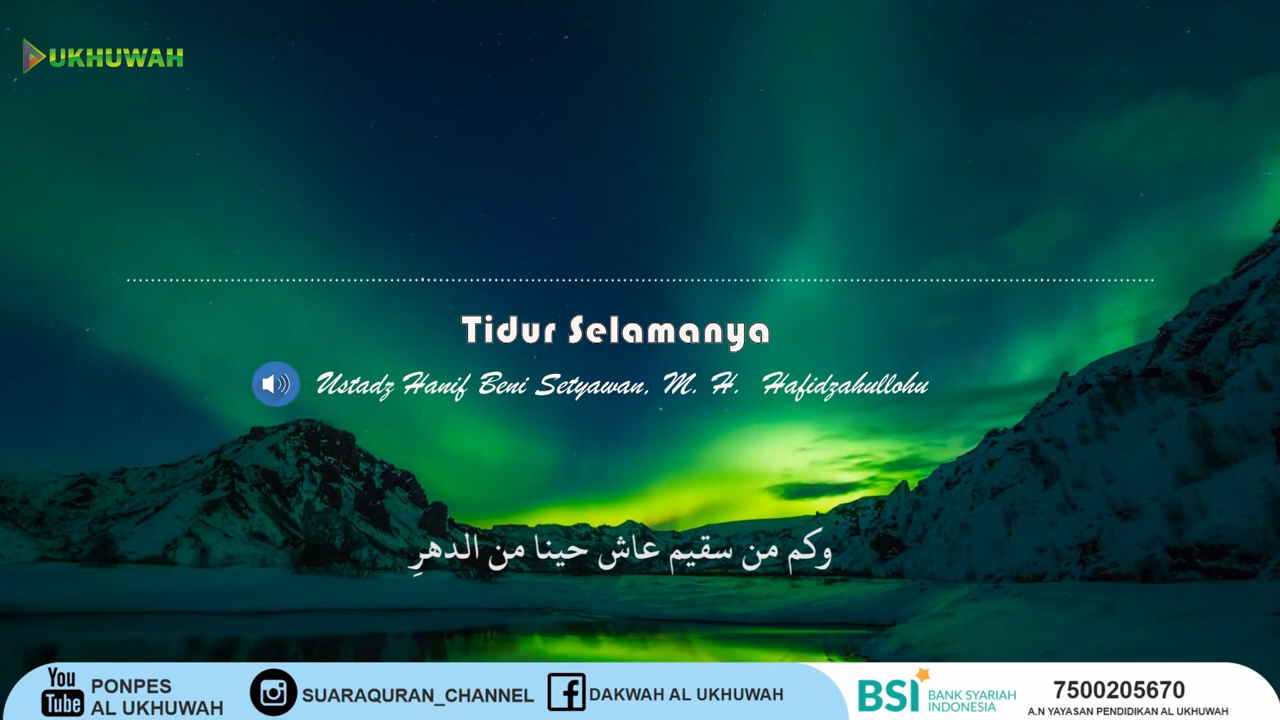 UKHUWAH
Tidur Selamanya
Ustadz Hanif Beni Setyawan, M. H. Hafidzahullohu
وكم من سقيم عاش حينا من الدهرِ
You Tube
PONPES
AL UKHUWAH
SUARAQURAN_CHANNEL
DAKWAH AL UKHUWAH
BSI
BANK SYARIAH
INDONESIA
7500205670
A.N YAYASAN PENDIDIKAN AL UKHUWAH